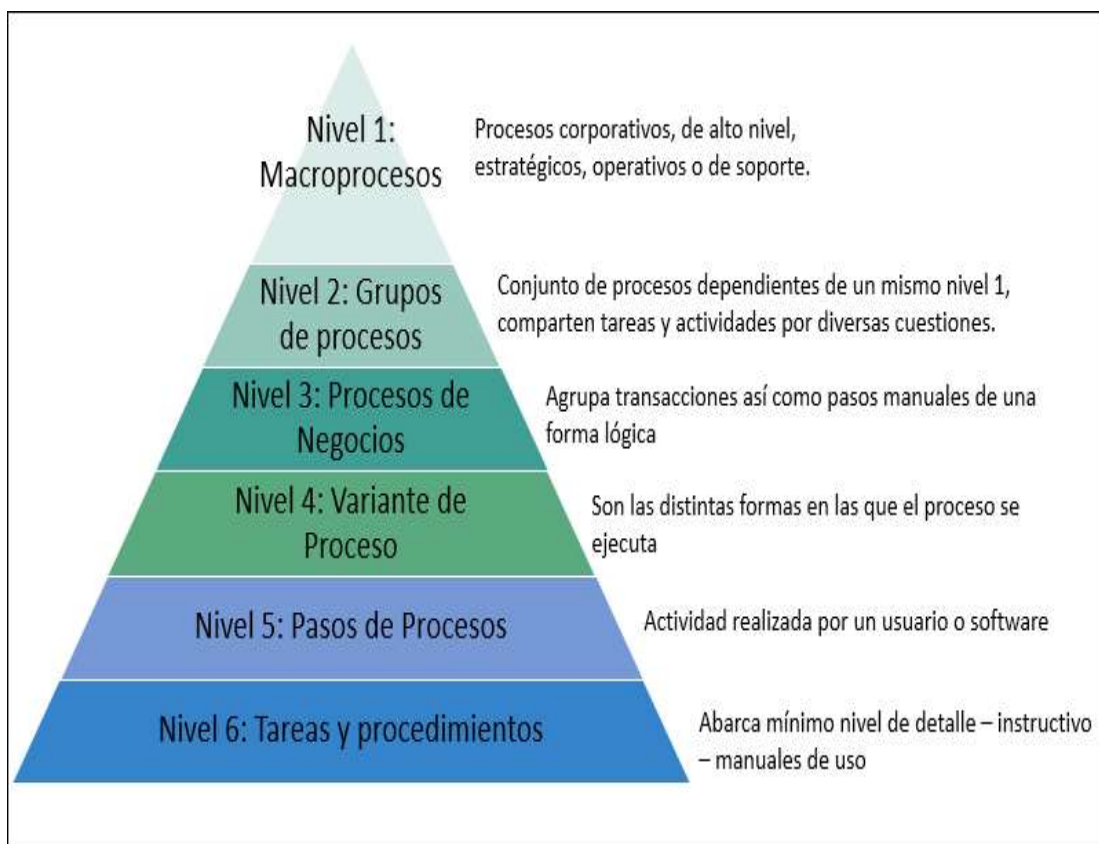 Nivel 1:
Macroprocesos
Procesos corporativos, de alto nivel,
estratégicos, operativos o de soporte.
Nivel 2: Grupos
de procesos
Conjunto de procesos dependientes de un mismo nivel 1,
comparten tareas y actividades por diversas cuestiones.
Nivel 3: Procesos de
Negocios
Agrupa transacciones así como pasos manuales de una
forma lógica
Nivel 4: Variante de
Proceso
Son las distintas formas en las que el proceso se
ejecuta
Nivel 5: Pasos de Procesos
Actividad realizada por un usuario o software
Nivel 6: Tareas y procedimientos
Abarca mínimo nivel de detalle – instructivo
– manuales de uso